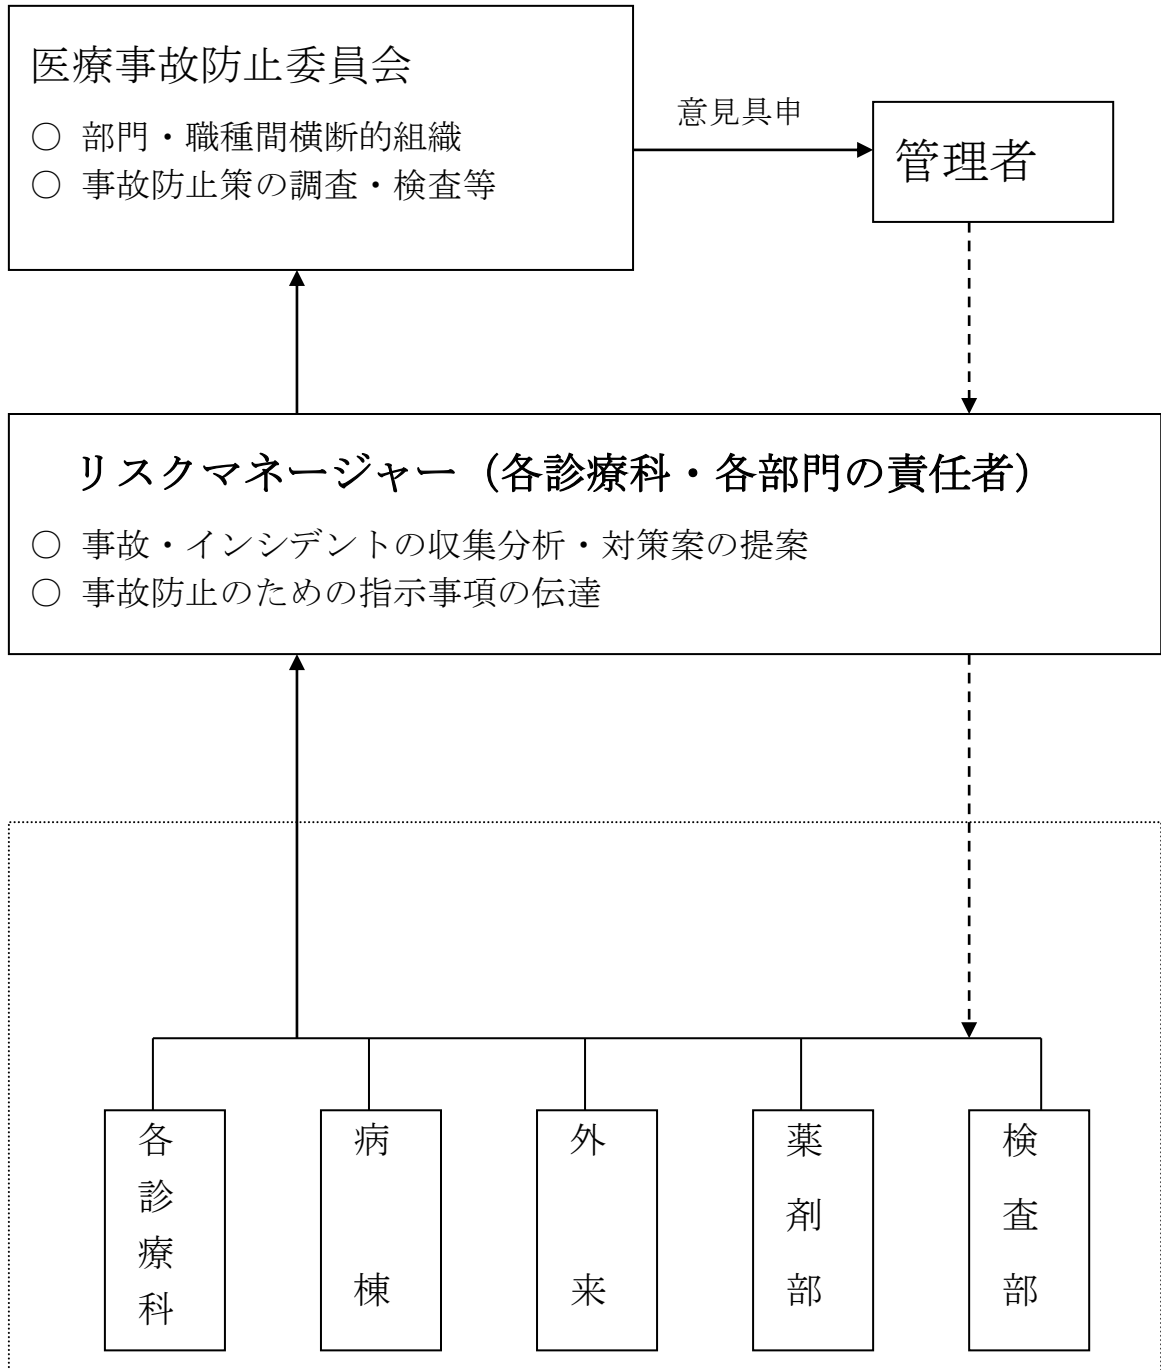 医療事故防止委員会
○ 部門・職種間横断的組織
○ 事故防止策の調査・検査等
意見具申
管理者
リスクマネージャー（各診療科・各部門の責任者）
○ 事故・インシデントの収集分析・対策案の提案
○ 事故防止のための指示事項の伝達
各診療科
病棟
外来
薬剤部
検査部